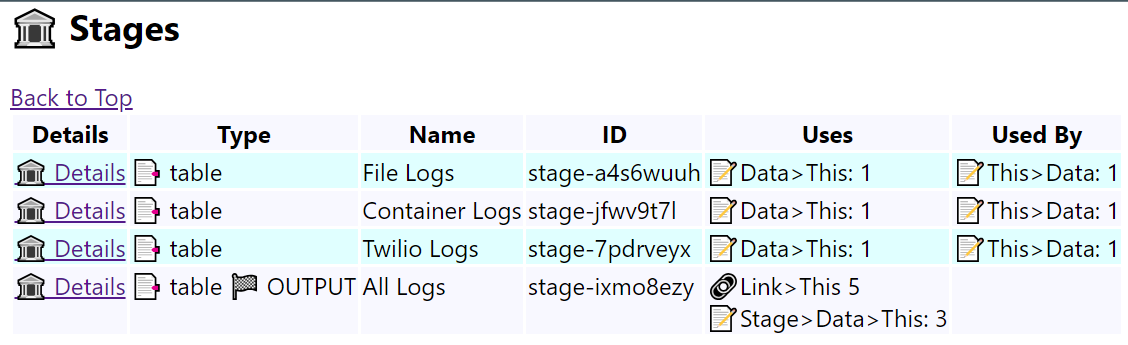 Stages
Back to Top
Details Type Name ID Uses Used By
Details table File Logs stage-a4s6wuuh Data>This: 1 This>Data: 1
Details table Container Logs stage-jfwv9t7l Data>This: 1 This>Data: 1
Details table Twilio Logs stage-7pdrveyx Data>This: 1 This>Data: 1
Details table OUTPUT All Logs stage-ixmo8ezy Link>This 5
Stage>Data>This: 3